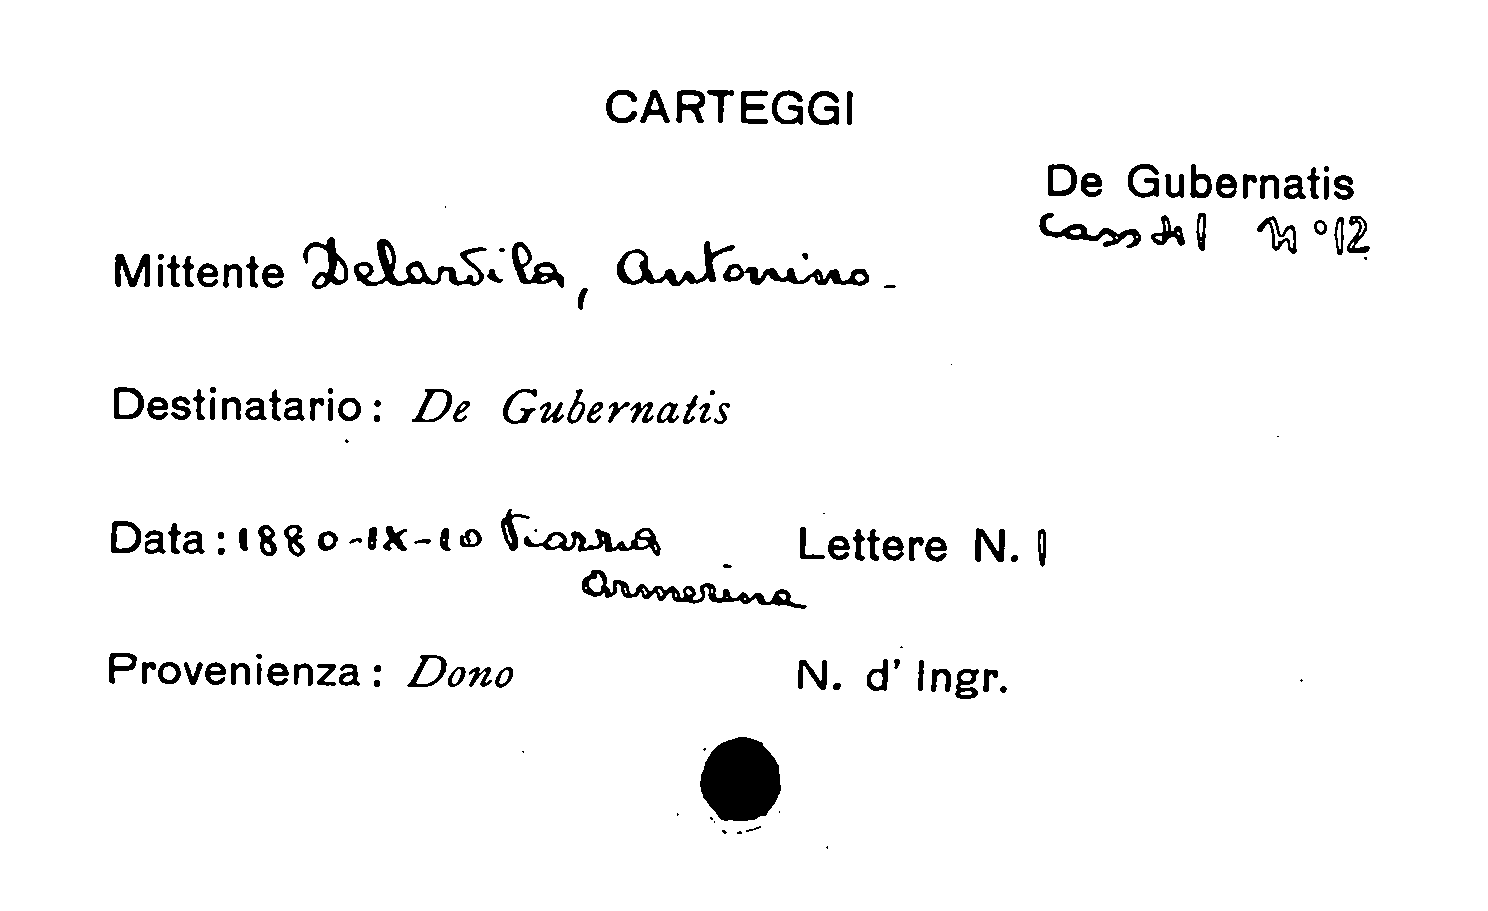 CARTEGGI
De Gubernatis
Cass 41 N° 12
Mittente Delarsila, Antonino.
Destinatario: De Gubernatis
Data: 1880-IX-10 Piazza Lettere N. 1
Armerina
Provenienza: Dono N. d' Ingr.